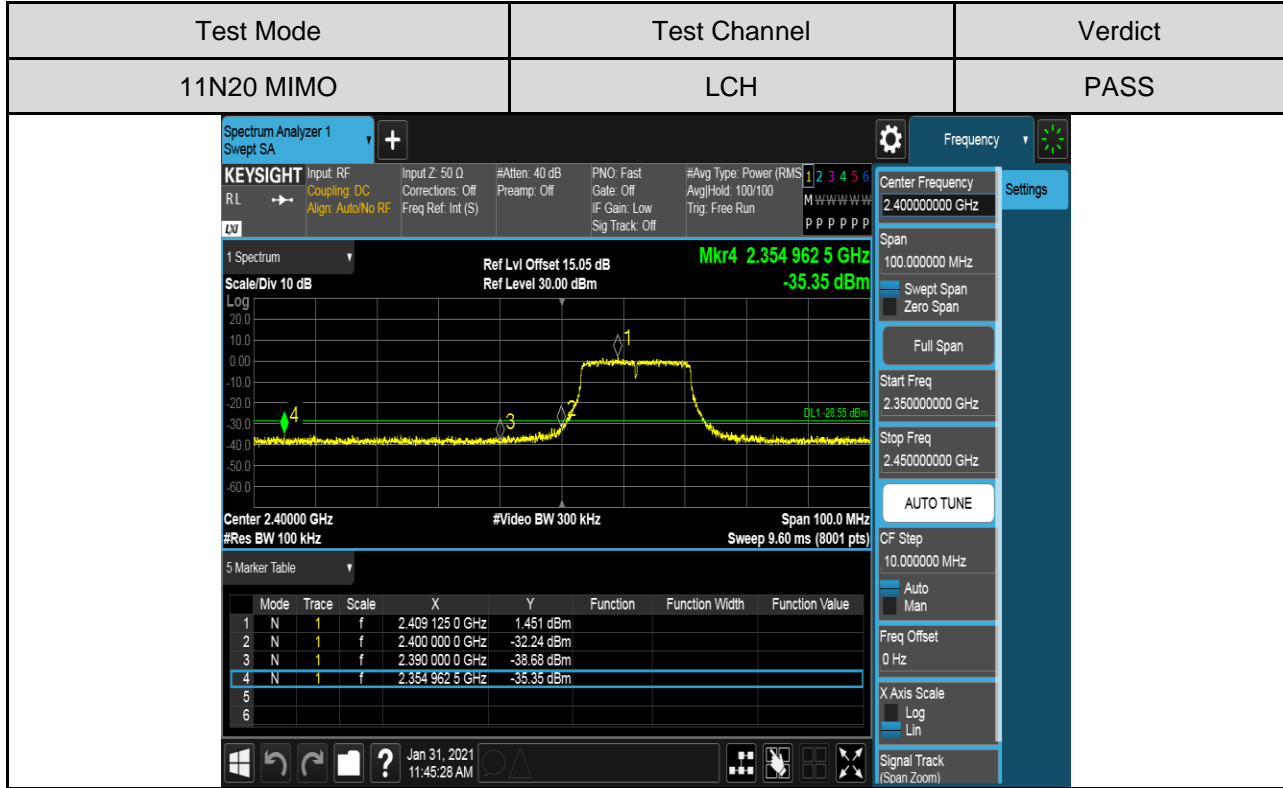 Test Mode Test Channel Verdict
11N20 MIMO LCH PASS
Spectrum Analyzer 1
Swept SA
Frequency
KEYSIGHT Input: RF Input Z: 50 Ω #Atten: 40 dB PNO: Fast #Avg Type: Power (RMS 1 2 3 4 5 6
RL Coupling: DC Corrections: Off Preamp: Off Gate: Off Avg|Hold: 100/100 M W W W W W
Align: Auto/No RF Freq Ref: Int (S) IF Gain: Low Trig: Free Run
LXI Sig Track: Off P P P P P P
1 Spectrum Ref Lvl Offset 15.05 dB Mkr4 2.354 962 5 GHz
Scale/Div 10 dB Ref Level 30.00 dBm -35.35 dBm
Log
20.0
10.0
0.00
-10.0
-20.0
-30.0
-40.0
-50.0
-60.0
1
2
3
4
DL1 -28.55 dBm
Center 2.40000 GHz #Video BW 300 kHz Span 100.0 MHz
#Res BW 100 kHz Sweep 9.60 ms (8001 pts)
5 Marker Table
Mode Trace Scale X Y Function Function Width Function Value
1 N 1 f 2.409 125 0 GHz 1.451 dBm
2 N 1 f 2.400 000 0 GHz -32.24 dBm
3 N 1 f 2.390 000 0 GHz -38.68 dBm
4 N 1 f 2.354 962 5 GHz -35.35 dBm
5
6
? Jan 31, 2021
11:45:28 AM
Center Frequency
2.400000000 GHz
Settings
Span
100.000000 MHz
Swept Span
Zero Span
Full Span
Start Freq
2.350000000 GHz
Stop Freq
2.450000000 GHz
AUTO TUNE
CF Step
10.000000 MHz
Auto
Man
Freq Offset
0 Hz
X Axis Scale
Log
Lin
Signal Track
(Span Zoom)